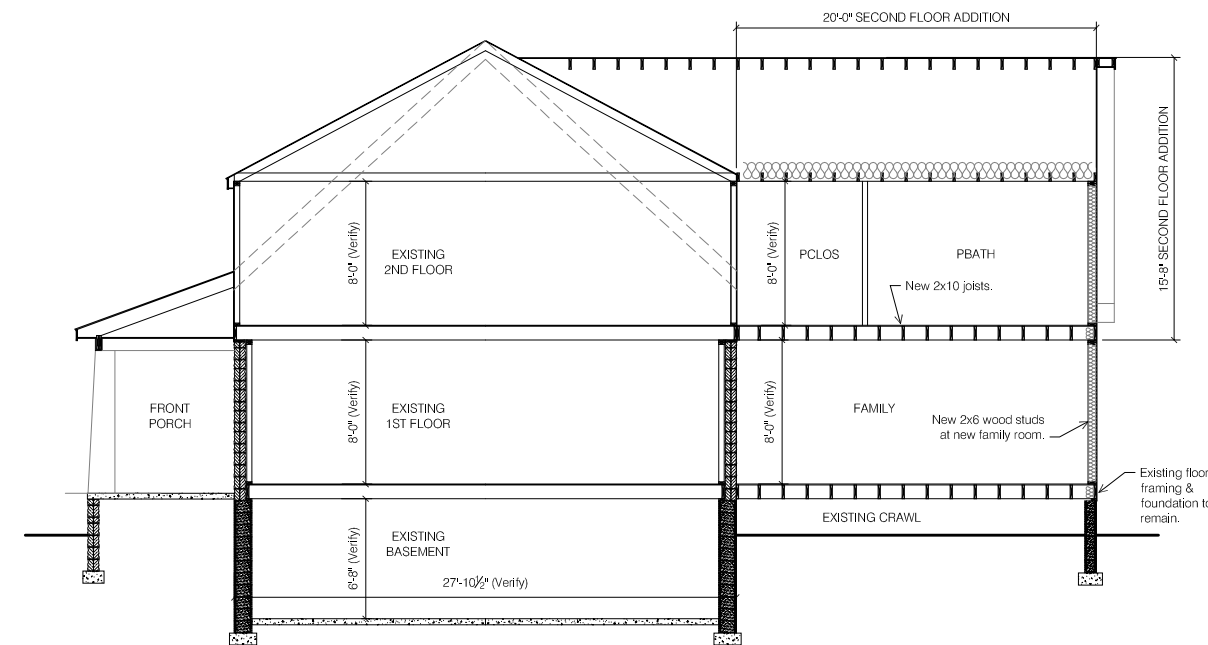 20'-0" SECOND FLOOR ADDITION
15'-8" SECOND FLOOR ADDITION
8'-0" (Verify)
EXISTING
2ND FLOOR
8'-0" (Verify)
PCLOS
PBATH
New 2x10 joists.
FRONT
PORCH
8'-0" (Verify)
EXISTING
1ST FLOOR
8'-0" (Verify)
FAMILY
New 2x6 wood studs
at new family room.
Existing floor
framing &
foundation to
remain.
EXISTING CRAWL
6'-8" (Verify)
EXISTING
BASEMENT
27'-10½" (Verify)